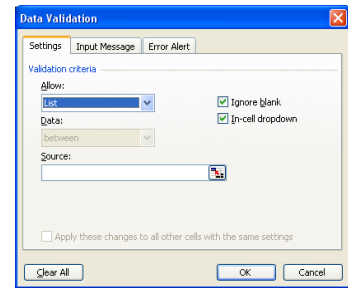 Data Validation
Settings Input Message Error Alert
Validation criteria
Allow:
List
Ignore blank
Data:
In-cell dropdown
between
Source:
Apply these changes to all other cells with the same settings
Clear All OK Cancel